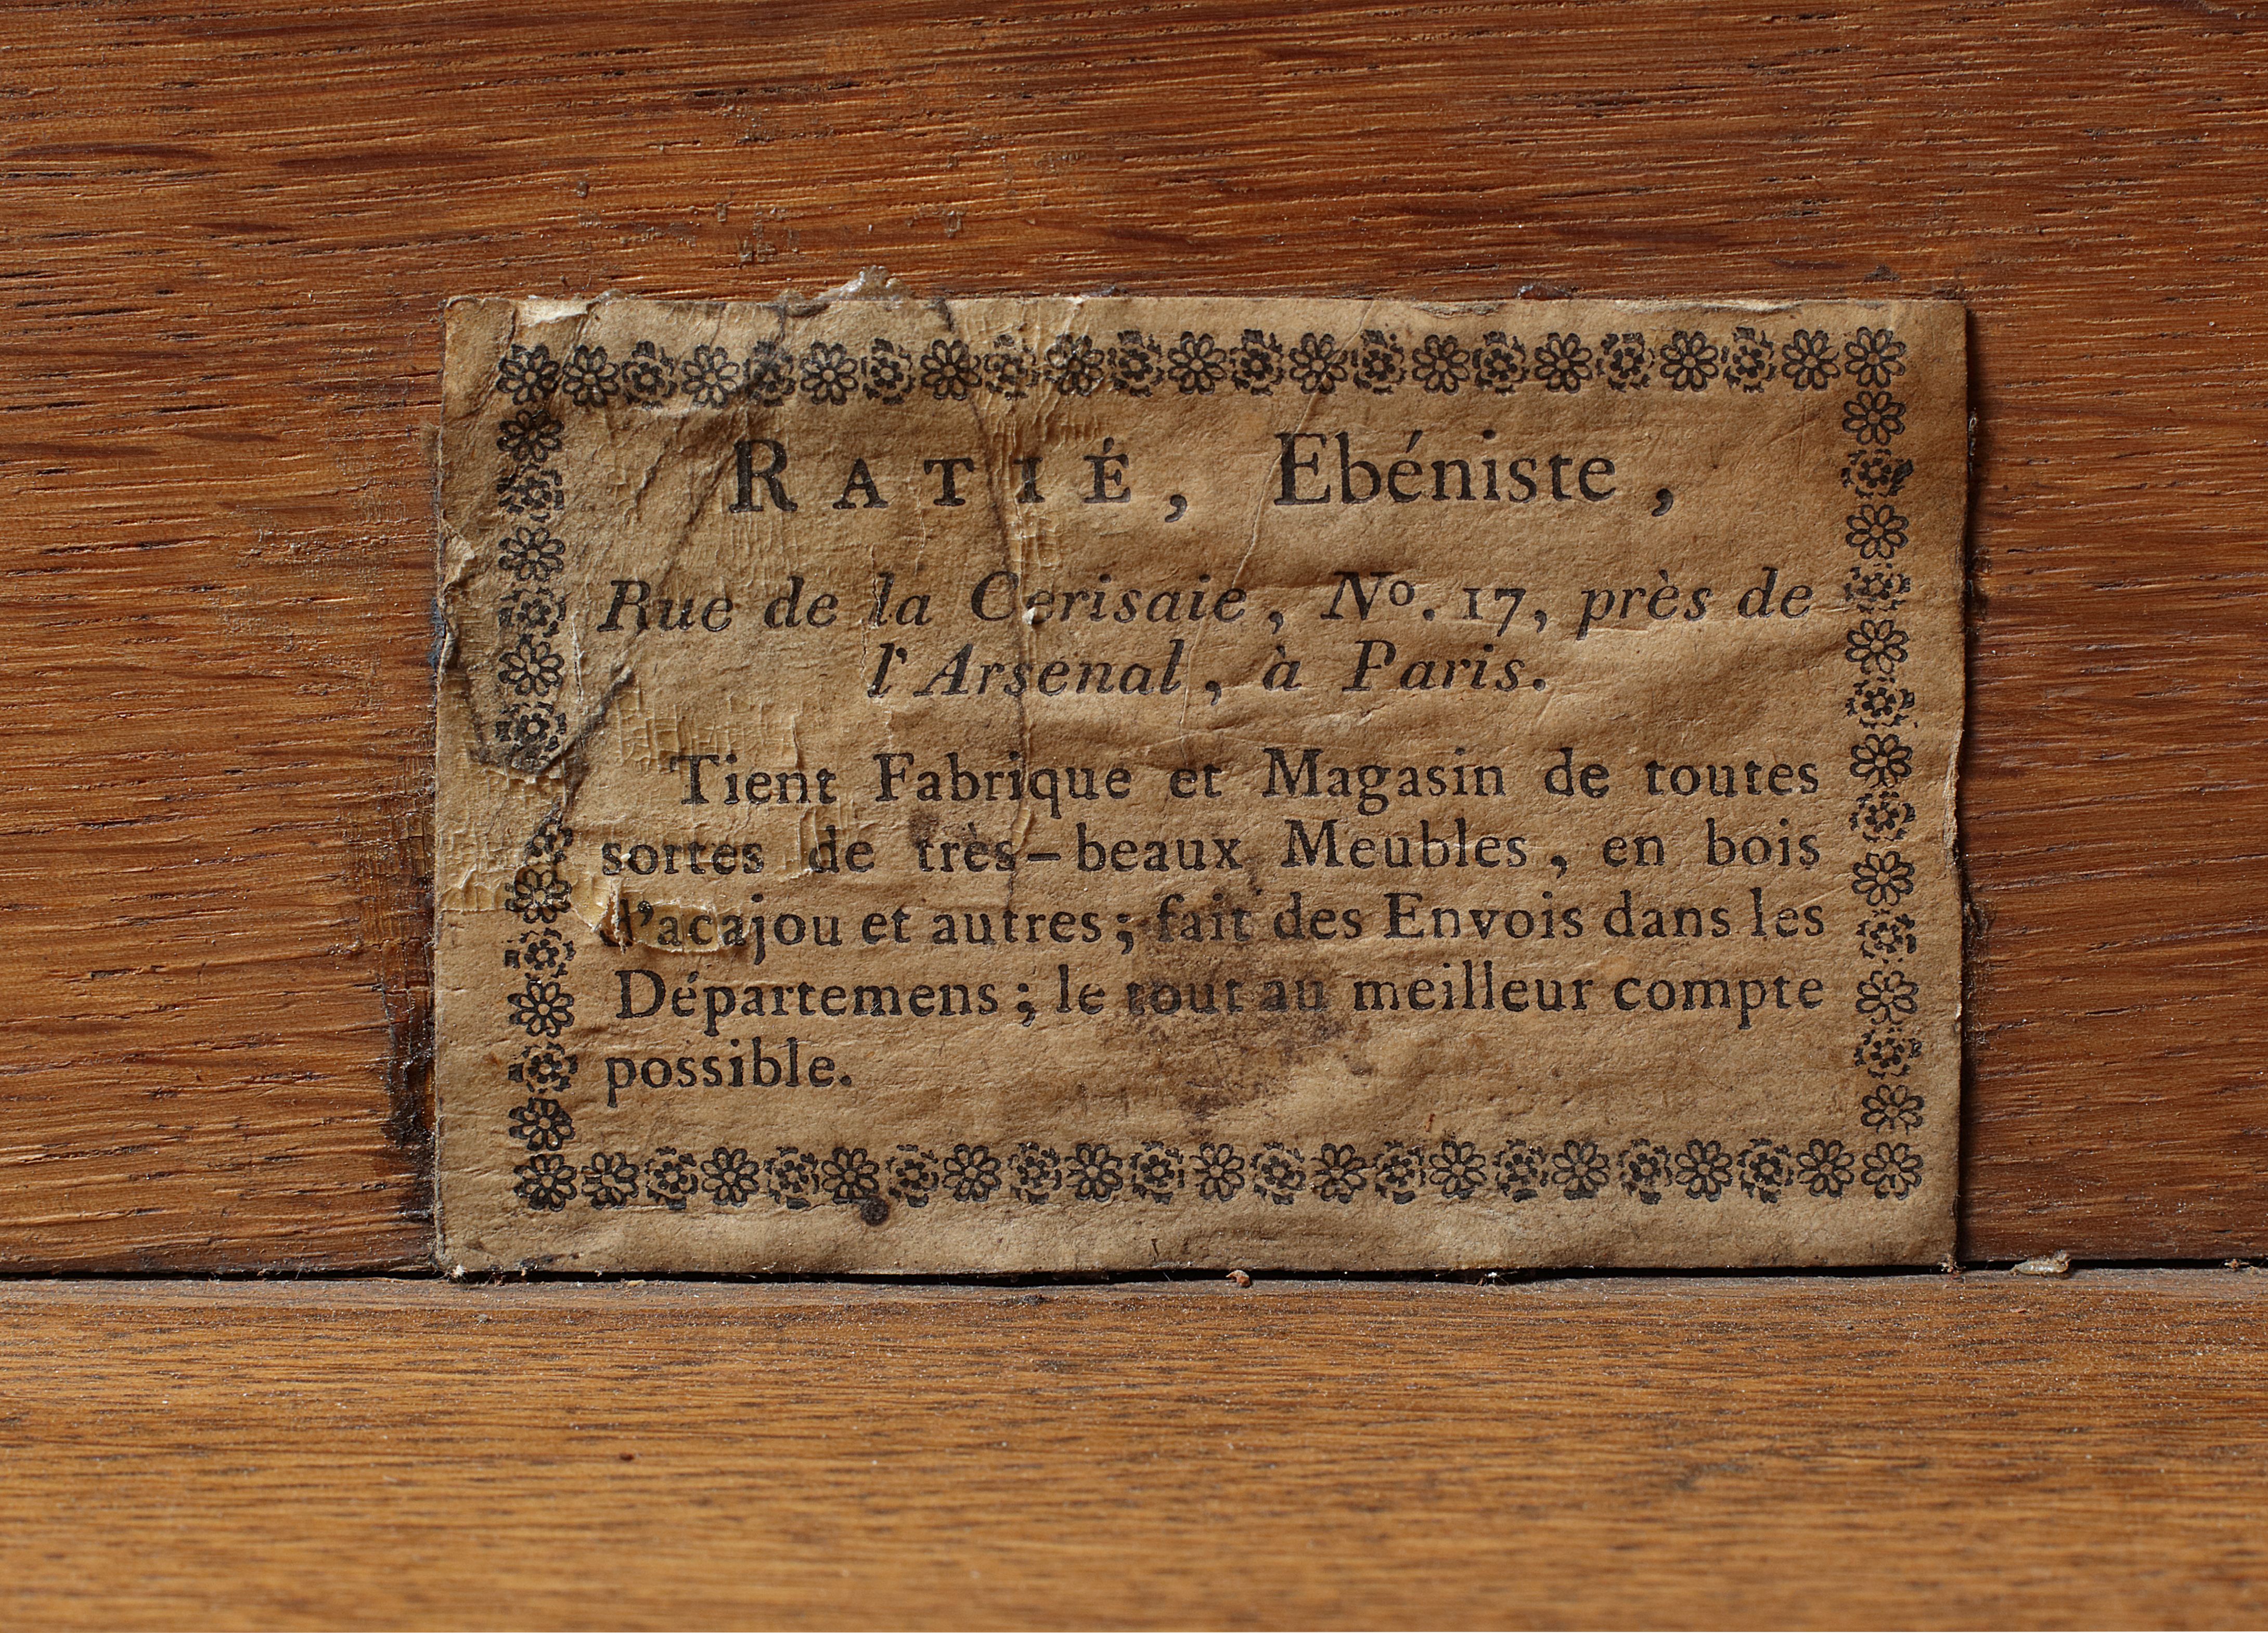 RATIÉ, Ebéniste,
Rue de la Cerisaie, No. 17, près de
l'Arsenal, à Paris.
Tient Fabrique et Magasin de toutes
sortes de très-beaux Meubles, en bois
d'acajou et autres; fait des Envois dans les
Départemens; le tout au meilleur compte
possible.